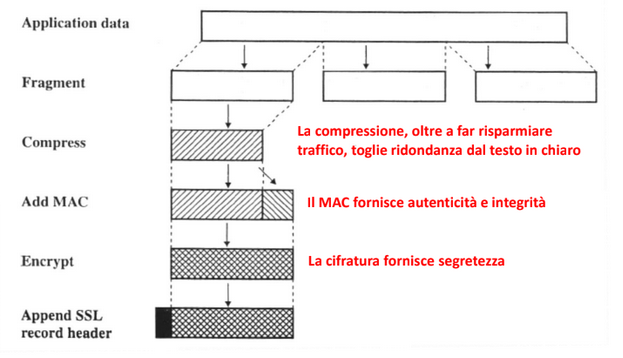 Application data
Fragment
Compress
La compressione, oltre a far risparmiare
traffico, toglie ridondanza dal testo in chiaro
Add MAC
Il MAC fornisce autenticità e integrità
Encrypt
La cifratura fornisce segretezza
Append SSL
record header